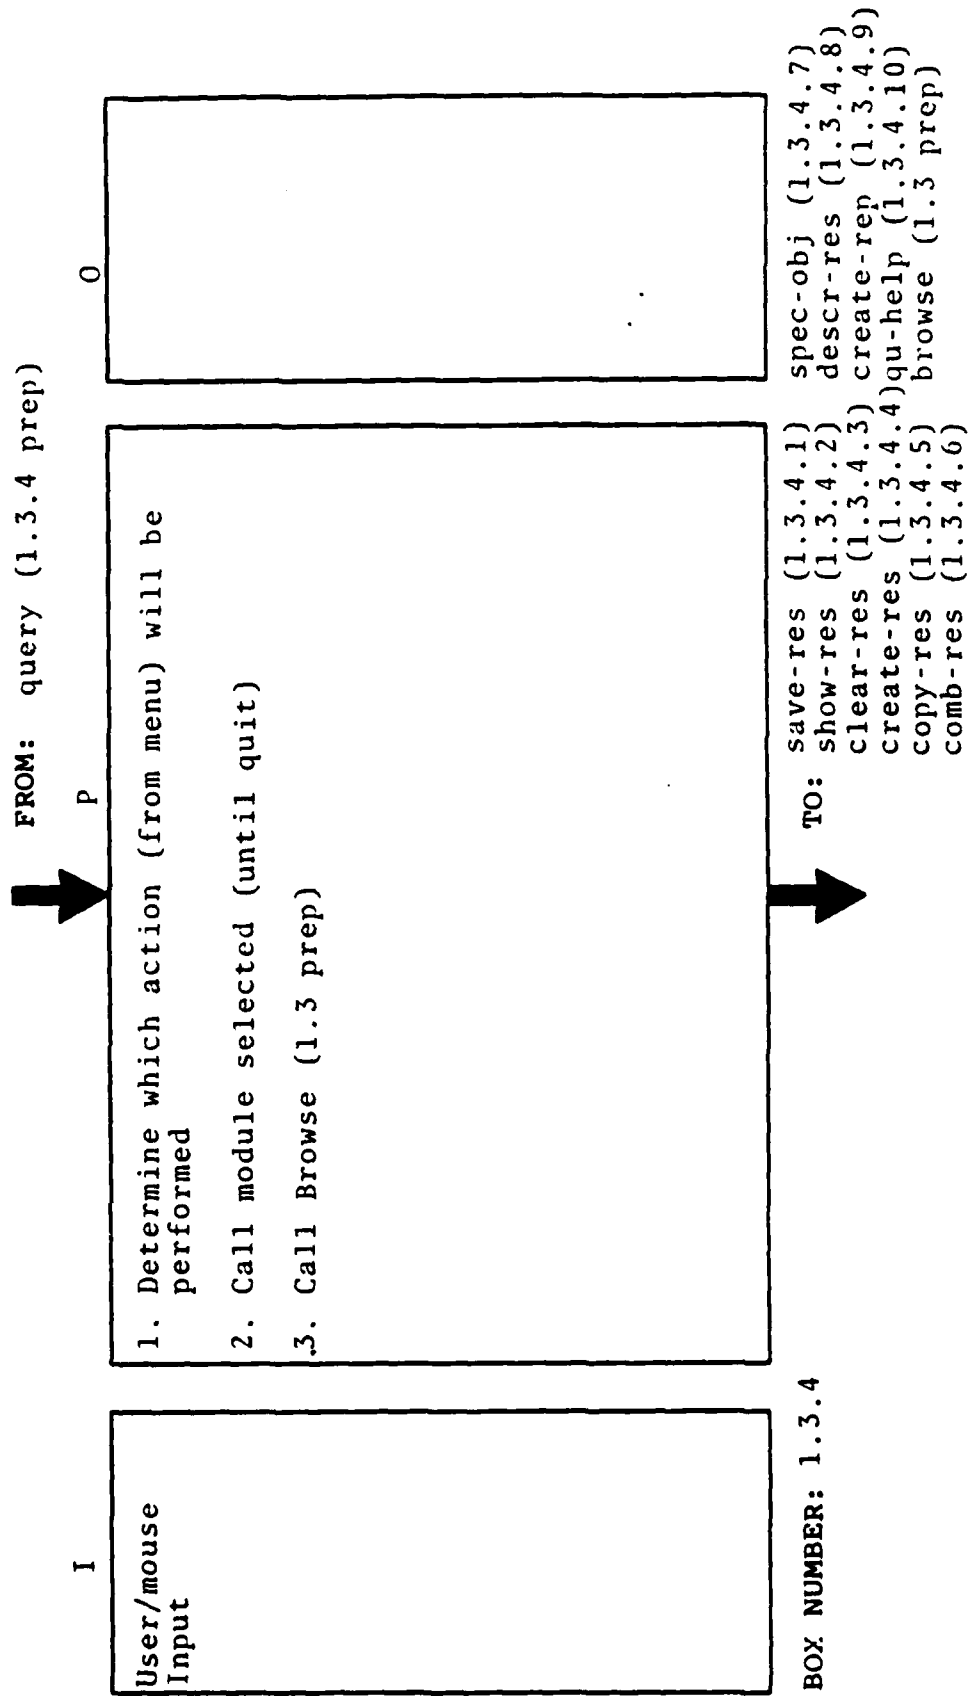 FROM: query (1.3.4 prep)
I
P
O
User/mouse
Input
1. Determine which action (from menu) will be
performed
2. Call module selected (until quit)
3. Call Browse (1.3 prep)
BOX NUMBER: 1.3.4
TO: save-res (1.3.4.1) spec-obj (1.3.4.7)
show-res (1.3.4.2) descr-res (1.3.4.8)
clear-res (1.3.4.3) create-rep (1.3.4.9)
create-res (1.3.4.4)qu-help (1.3.4.10)
copy-res (1.3.4.5) browse (1.3 prep)
comb-res (1.3.4.6)